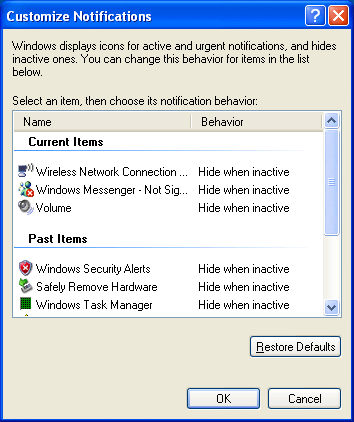 Customize Notifications
Windows displays icons for active and urgent notifications, and hides
inactive ones. You can change this behavior for items in the list
below.
Select an item, then choose its notification behavior:
Name Behavior
Current Items
Wireless Network Connection ... Hide when inactive
Windows Messenger - Not Sig... Hide when inactive
Volume Hide when inactive
Past Items
Windows Security Alerts Hide when inactive
Safely Remove Hardware Hide when inactive
Windows Task Manager Hide when inactive
Restore Defaults
OK Cancel